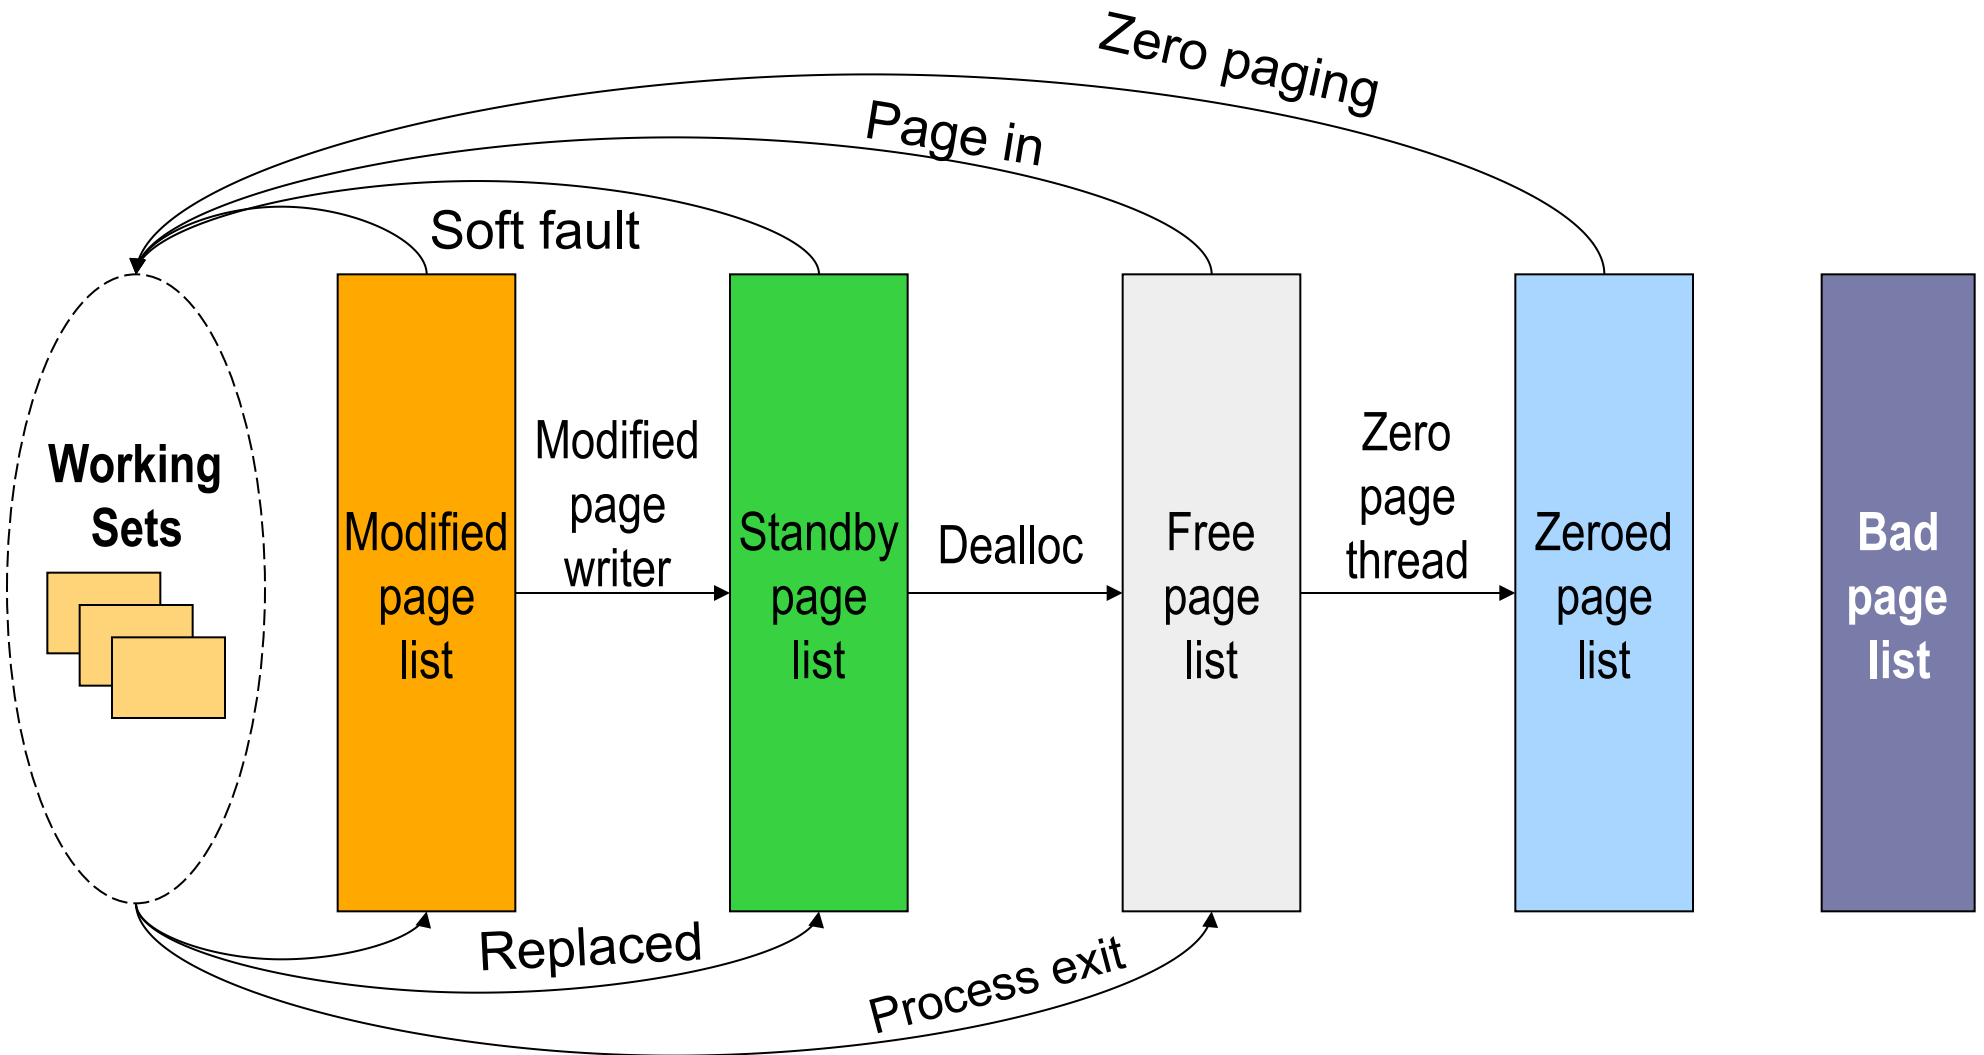 Zero paging
Page in
Soft fault
Working
Sets
Modified
page
list
Modified
page
writer
Standby
page
list
Dealloc
Free
page
list
Zero
page
thread
Zeroed
page
list
Bad
page
list
Replaced
Process exit